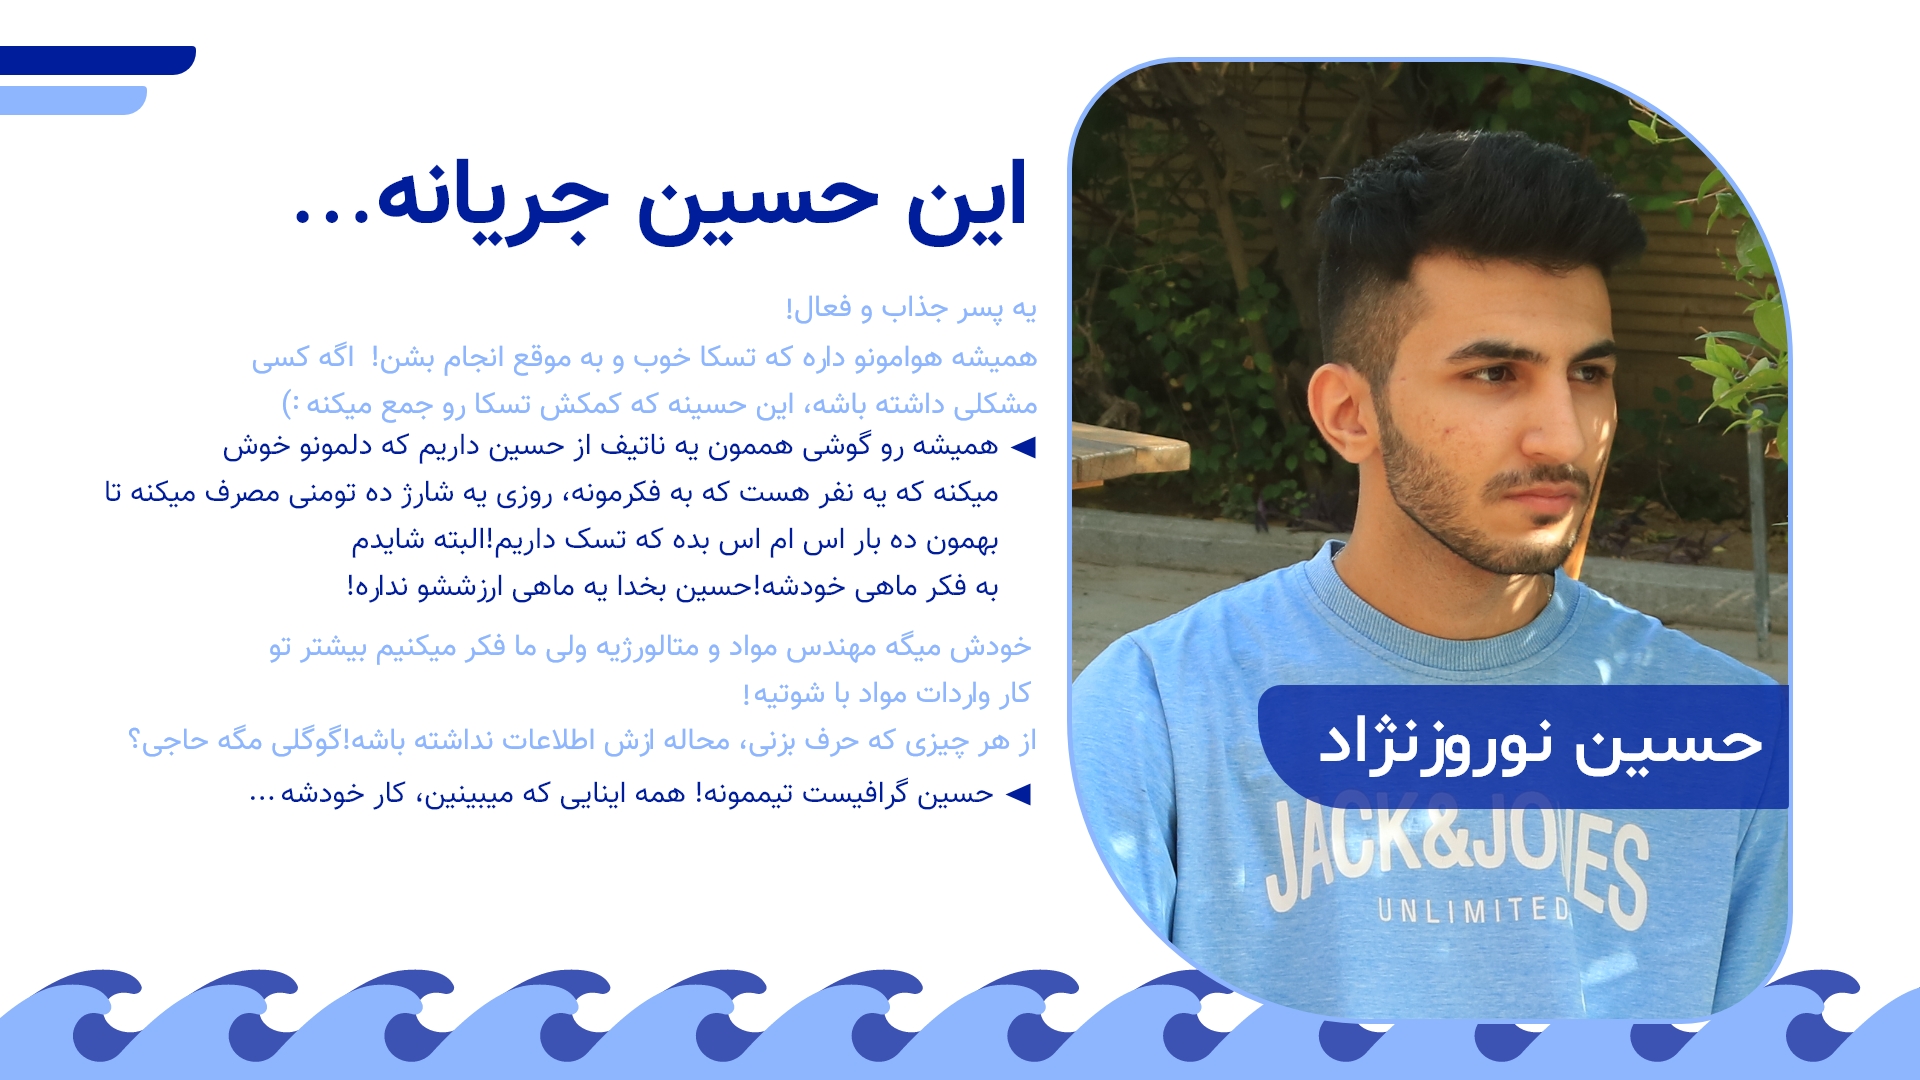 این حسین جریانه...
یه پسر جذاب و فعال!
همیشه هوامونو داره که تسکا خوب و به موقع انجام بشن!  اگه کسی
مشکلی داشته باشه، این حسینه که کمکش تسکا رو جمع میکنه :)
◀ همیشه رو گوشی هممون یه ناتیف از حسین داریم که دلمونو خوش
میکنه که یه نفر هست که به فکرمونه، روزی یه شارژ ده تومنی مصرف میکنه تا
بهمون ده بار اس ام اس بده که تسک داریم!البته شایدم
به فکر ماهی خودشه!حسین بخدا یه ماهی ارزششو نداره!
خودش میگه مهندس مواد و متالورژیه ولی ما فکر میکنیم بیشتر تو
کار واردات مواد با شوتیه!
از هر چیزی که حرف بزنی، محاله ازش اطلاعات نداشته باشه!گوگلی مگه حاجی؟
◀ حسین گرافیست تیممونه! همه اینایی که میبینین، کار خودشه ...
حسین نوروزنژاد
JACK&JONES
UNLIMITED